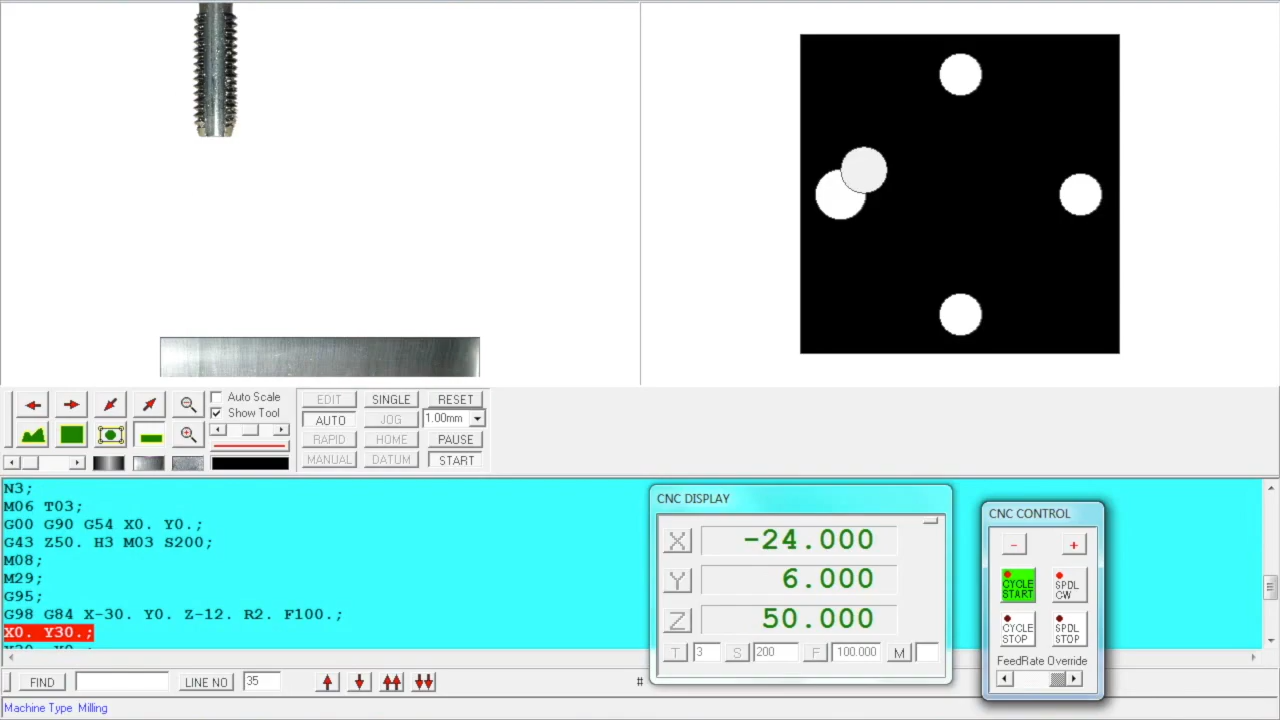 Auto Scale
Show Tool
EDIT SINGLE RESET
AUTO JOG 1.00mm
RAPID HOME PAUSE
MANUAL DATUM START
N3;
M06 T03;
G00 G90 G54 X0. Y0.;
G43 Z50. H3 M03 S200;
M08;
M29;
G95;
G98 G84 X-30. Y0. Z-12. R2. F100.;
X0. Y30.;
FIND LINE NO 35 #
Machine Type Milling
CNC DISPLAY
X -24.000
Y 6.000
Z 50.000
T 3 S 200 F 100.000 M
CNC CONTROL
- +
CYCLE START
SPDL CW
CYCLE STOP
SPDL STOP
FeedRate Override